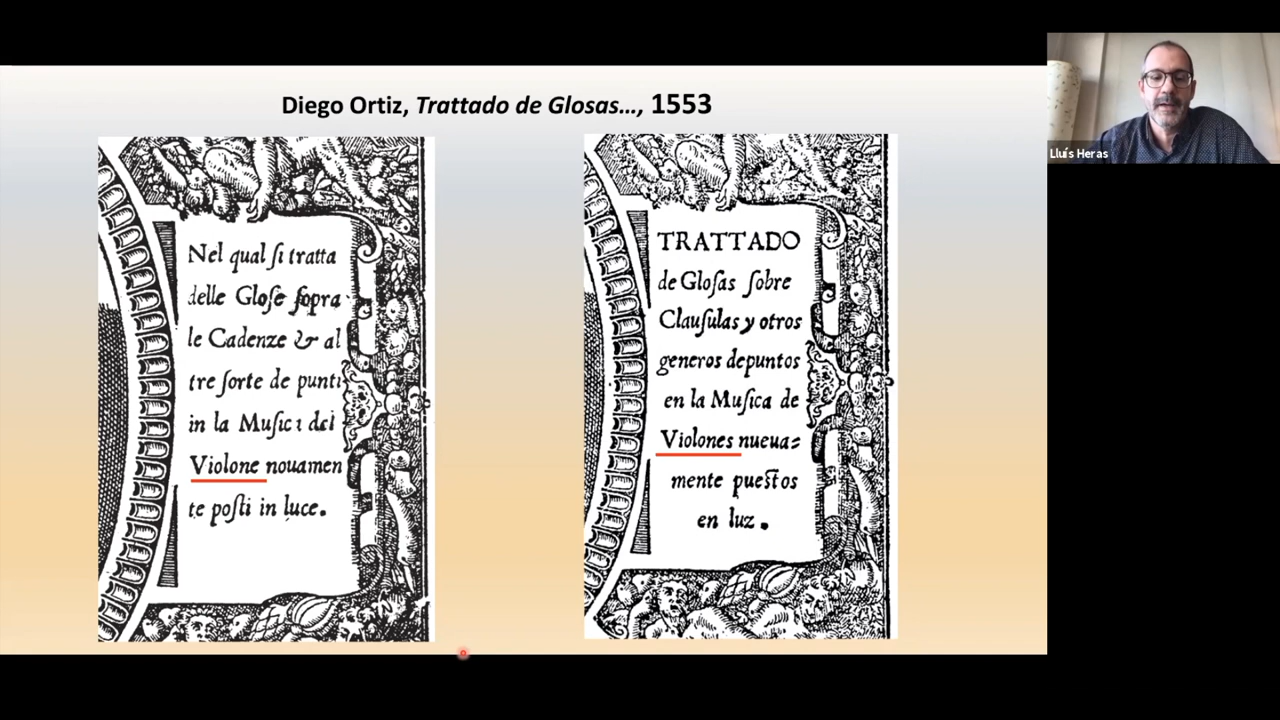 Diego Ortiz, Trattado de Glosas…, 1553
Nel qual ſi tratta
delle Gloſe ſopra
le Cadenze & al
tre ſorte de punti
in la Muſica del
Violone nouamen
te poſti in luce.
TRATTADO
de Gloſas ſobre
Clauſulas y otros
generos depuntos
en la Muſica de
Violones nueua=
mente pueſtos
en luz.
Lluís Heras